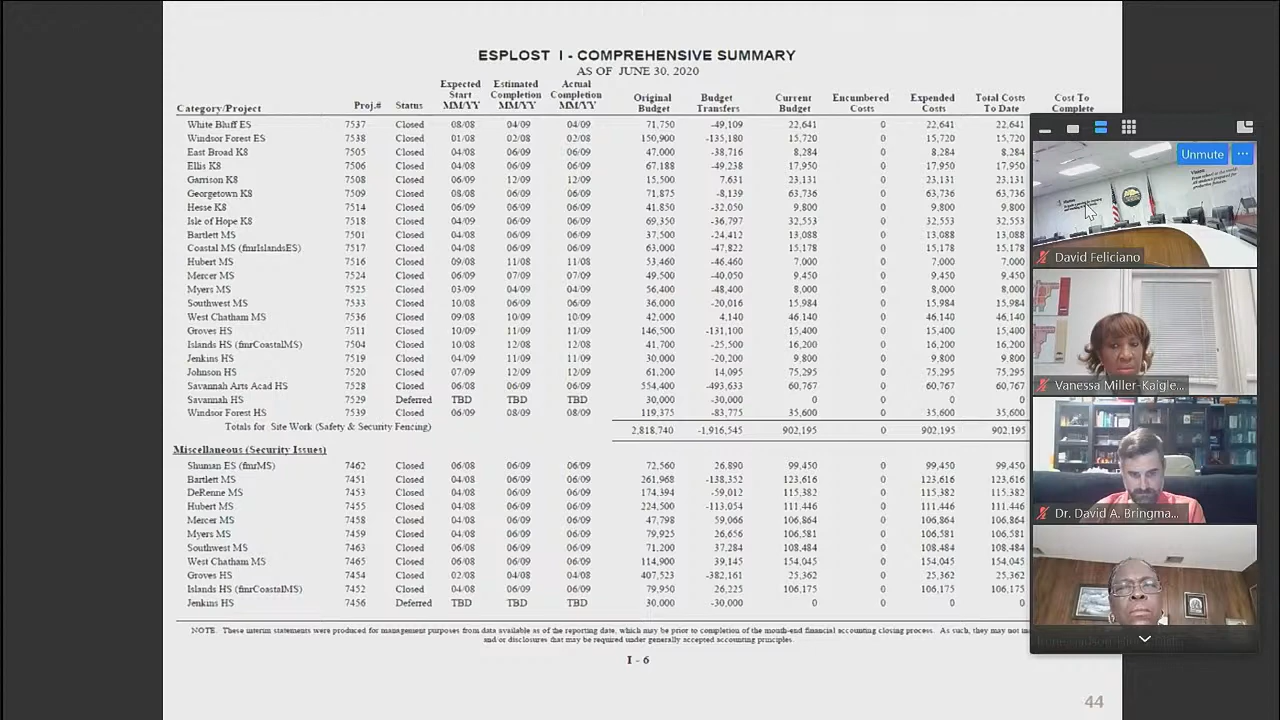 ESPLOST I - COMPREHENSIVE SUMMARY
AS OF JUNE 30, 2020
Category/Project Proj.# Status Expected Start MM/YY Estimated Completion MM/YY Actual Completion MM/YY Original Budget Budget Transfers Current Budget Encumbered Costs Expended Costs Total Costs To Date Cost To Complete
White Bluff ES 7537 Closed 08/08 04/09 04/09 71,750 -49,109 22,641 0 22,641 22,641
Windsor Forest ES 7538 Closed 01/08 02/08 02/08 150,900 -135,180 15,720 0 15,720 15,720
East Broad K8 7505 Closed 04/08 06/09 06/09 47,000 -38,716 8,284 0 8,284 8,284
Ellis K8 7506 Closed 04/08 06/09 06/09 67,188 -49,238 17,950 0 17,950 17,950
Garrison K8 7508 Closed 06/09 12/09 12/09 15,500 7,631 23,131 0 23,131 23,131
Georgetown K8 7509 Closed 08/08 06/09 06/09 71,875 -8,139 63,736 0 63,736 63,736
Hesse K8 7514 Closed 04/08 06/09 06/09 41,850 -32,050 9,800 0 9,800 9,800
Isle of Hope K8 7518 Closed 04/09 06/09 06/09 69,350 -36,797 32,553 0 32,553 32,553
Bartlett MS 7501 Closed 04/08 06/09 06/09 37,500 -24,412 13,088 0 13,088 13,088
Coastal MS (fmrIslandsES) 7517 Closed 04/08 06/09 06/09 63,000 -47,822 15,178 0 15,178 15,178
Hubert MS 7516 Closed 09/08 11/08 11/08 53,460 -46,460 7,000 0 7,000 7,000
Mercer MS 7524 Closed 06/09 07/09 07/09 49,500 -40,050 9,450 0 9,450 9,450
Myers MS 7525 Closed 03/09 04/09 04/09 56,400 -48,400 8,000 0 8,000 8,000
Southwest MS 7533 Closed 10/08 06/09 06/09 36,000 -20,016 15,984 0 15,984 15,984
West Chatham MS 7536 Closed 09/08 10/09 10/09 42,000 4,140 46,140 0 46,140 46,140
Groves HS 7511 Closed 10/09 11/09 11/09 146,500 -131,100 15,400 0 15,400 15,400
Islands HS (fmrCoastalMS) 7504 Closed 10/08 12/08 12/08 41,700 -25,500 16,200 0 16,200 16,200
Jenkins HS 7519 Closed 04/09 11/09 11/09 30,000 -20,200 9,800 0 9,800 9,800
Johnson HS 7520 Closed 07/09 12/09 12/09 61,200 14,095 75,295 0 75,295 75,295
Savannah Arts Acad HS 7528 Closed 06/08 06/09 06/09 554,400 -493,633 60,767 0 60,767 60,767
Savannah HS 7529 Deferred TBD TBD TBD 30,000 -30,000 0 0 0 0
Windsor Forest HS 7539 Closed 06/09 08/09 08/09 119,375 -83,775 35,600 0 35,600 35,600
Totals for Site Work (Safety & Security Fencing) 2,818,740 -1,916,545 902,195 0 902,195 902,195
Miscellaneous (Security Issues)
Shuman ES (fmrMS) 7462 Closed 06/08 06/09 06/09 72,560 26,890 99,450 0 99,450 99,450
Bartlett MS 7451 Closed 04/08 06/09 06/09 261,968 -138,352 123,616 0 123,616 123,616
DeRenne MS 7453 Closed 04/08 06/09 06/09 174,394 -59,012 115,382 0 115,382 115,382
Hubert MS 7455 Closed 04/08 06/09 06/09 224,500 -113,054 111,446 0 111,446 111,446
Mercer MS 7458 Closed 04/08 06/09 06/09 47,798 59,066 106,864 0 106,864 106,864
Myers MS 7459 Closed 04/08 06/09 06/09 79,925 26,656 106,581 0 106,581 106,581
Southwest MS 7463 Closed 06/08 06/09 06/09 71,200 37,284 108,484 0 108,484 108,484
West Chatham MS 7465 Closed 06/08 06/09 06/09 114,900 39,145 154,045 0 154,045 154,045
Groves HS 7454 Closed 02/08 04/08 04/08 407,523 -382,161 25,362 0 25,362 25,362
Islands HS (fmrCoastalMS) 7452 Closed 04/08 06/09 06/09 79,950 26,225 106,175 0 106,175 106,175
Jenkins HS 7456 Deferred TBD TBD TBD 30,000 -30,000 0 0 0 0
NOTE. These interim statements were produced for management purposes from data available as of the reporting date, which may be prior to completion of the month-end financial accounting closing process. As such, they may not in
and/or disclosures that may be required under generally accepted accounting principles.
I - 6
44
Unmute
David Feliciano
Vanessa Miller-Kaigle...
Dr. David A. Bringma...